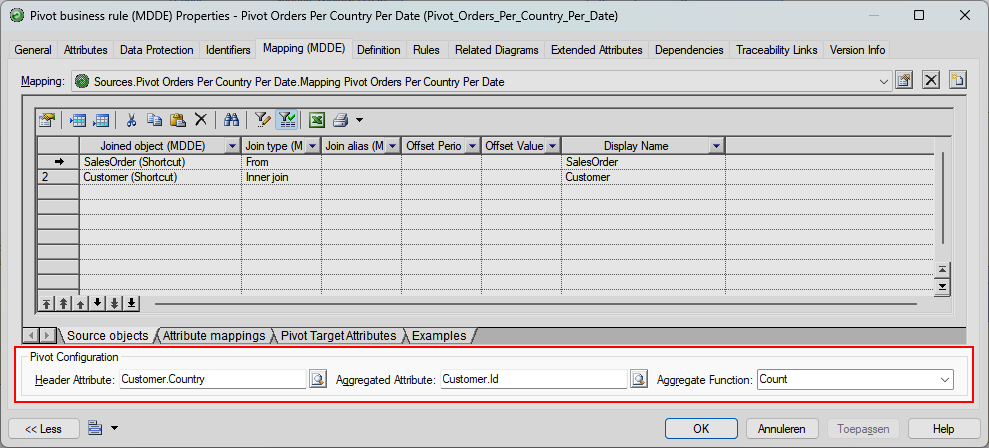 Pivot business rule (MDDE) Properties - Pivot Orders Per Country Per Date (Pivot_Orders_Per_Country_Per_Date)
General Attributes Data Protection Identifiers Mapping (MDDE) Definition Rules Related Diagrams Extended Attributes Dependencies Traceability Links Version Info
Mapping: Sources.Pivot Orders Per Country Per Date.Mapping Pivot Orders Per Country Per Date
Joined object (MDDE) Join type (M Join alias (M Offset Perio Offset Value Display Name
SalesOrder (Shortcut) From SalesOrder
2 Customer (Shortcut) Inner join Customer
Source objects Attribute mappings Pivot Target Attributes Examples
Pivot Configuration
Header Attribute: Customer.Country Aggregated Attribute: Customer.Id Aggregate Function: Count
<< Less OK Annuleren Toepassen Help